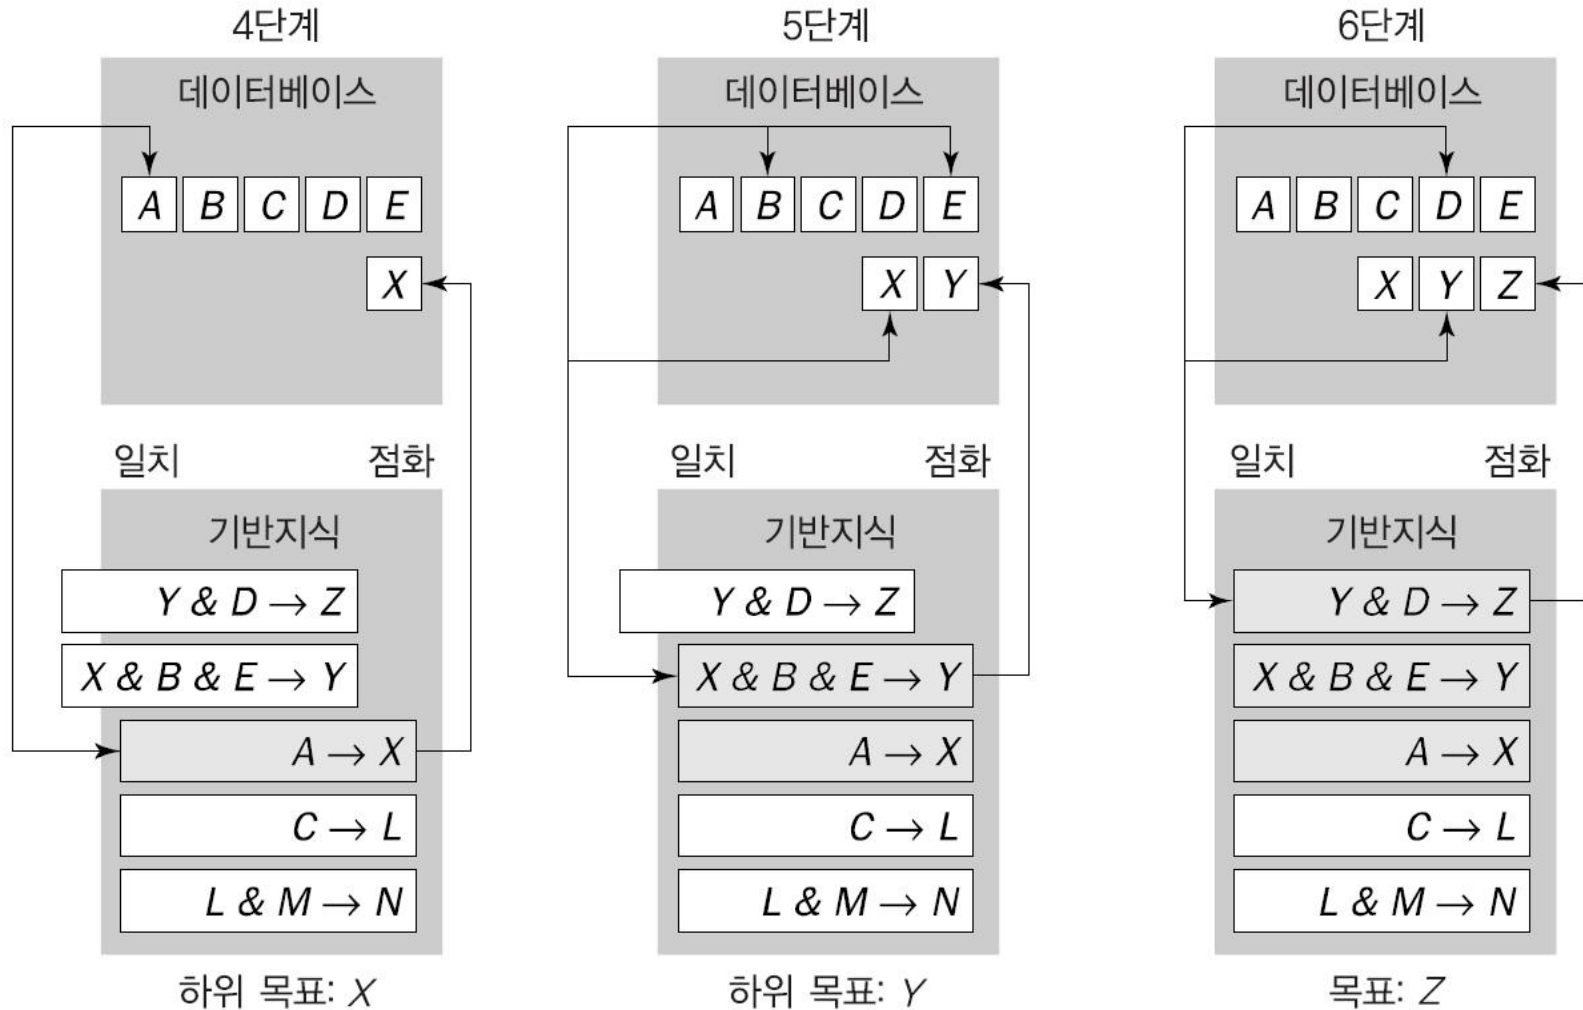 4단계
데이터베이스
A B C D E
X
일치 점화
기반지식
Y & D → Z
X & B & E → Y
A → X
C → L
L & M → N
하위 목표: X
5단계
데이터베이스
A B C D E
X Y
일치 점화
기반지식
Y & D → Z
X & B & E → Y
A → X
C → L
L & M → N
하위 목표: Y
6단계
데이터베이스
A B C D E
X Y Z
일치 점화
기반지식
Y & D → Z
X & B & E → Y
A → X
C → L
L & M → N
목표: Z